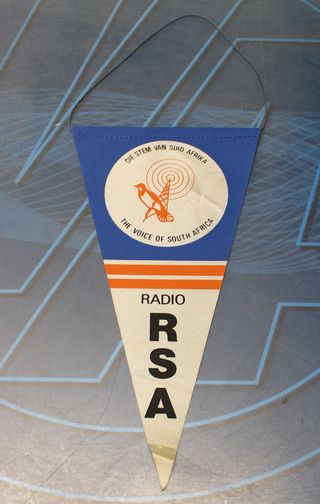 DIE STEM VAN SUID AFRIKA
THE VOICE OF SOUTH AFRICA
RADIO
RSA